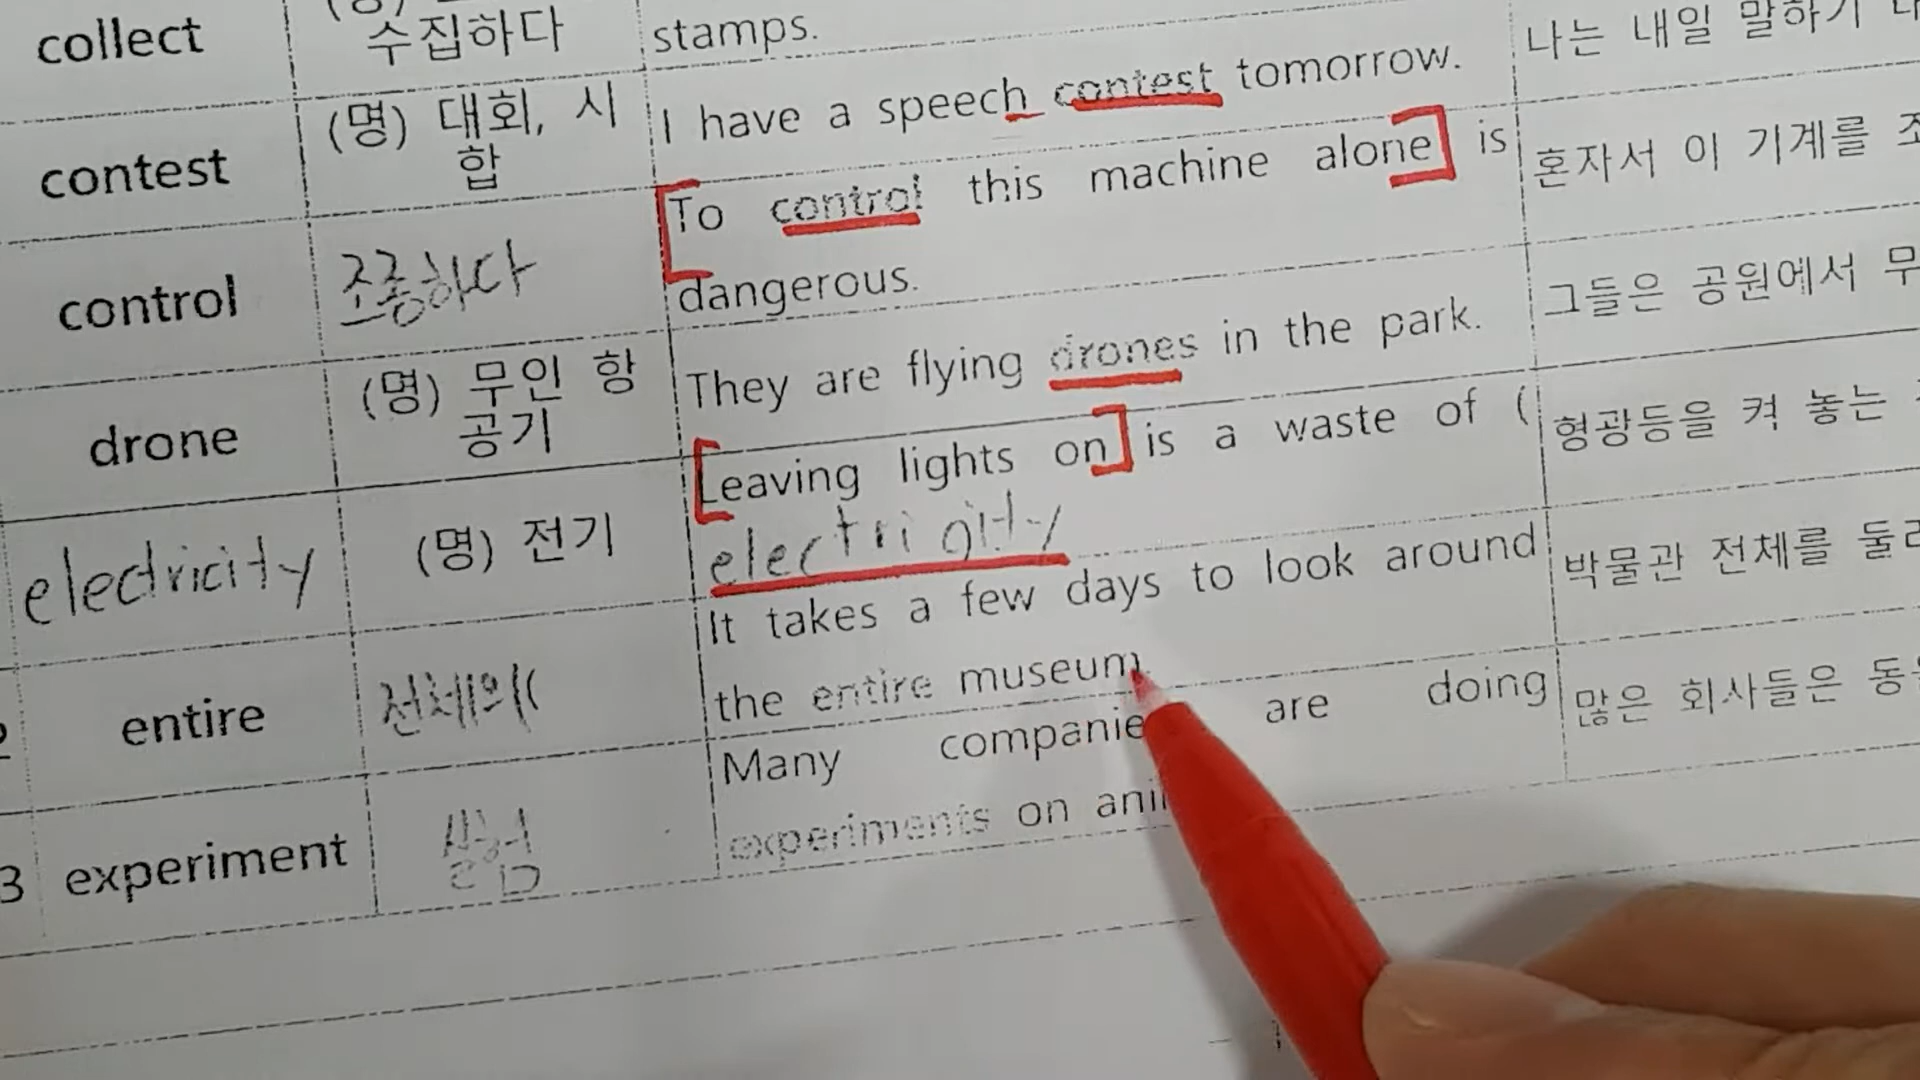 collect
수집하다
stamps.
나는 내일 말하기
contest
(명) 대회, 시
합
I have a speech contest tomorrow.
혼자서 이 기계를 조
control
조종하다
To control this machine alone is
dangerous.
그들은 공원에서 무
drone
(명) 무인 항
공기
They are flying drones in the park.
형광등을 켜 놓는
electricity
(명) 전기
Leaving lights on is a waste of (
electricity
박물관 전체를 둘러
entire
전체의
It takes a few days to look around
the entire museum
많은 회사들은
3
experiment
실험
Many companie are doing
experiments on ani